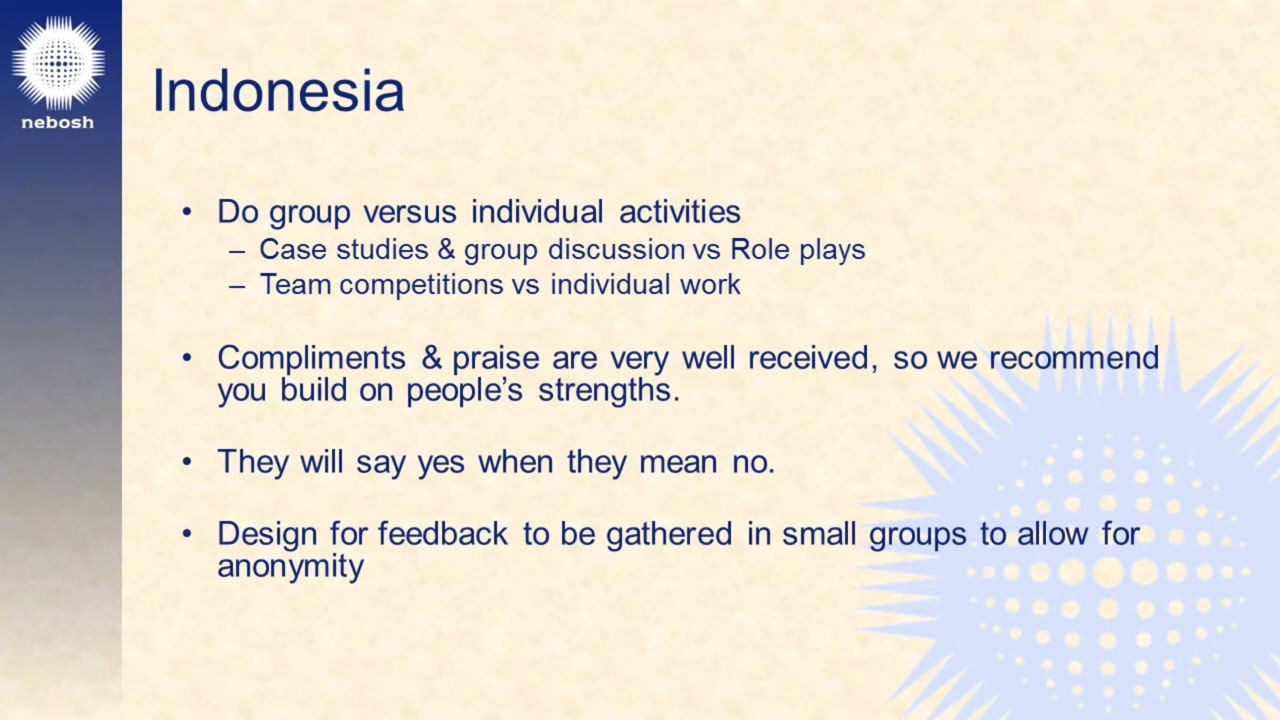 nebosh
Indonesia
• Do group versus individual activities
– Case studies & group discussion vs Role plays
– Team competitions vs individual work
• Compliments & praise are very well received, so we recommend
you build on people’s strengths.
• They will say yes when they mean no.
• Design for feedback to be gathered in small groups to allow for
anonymity